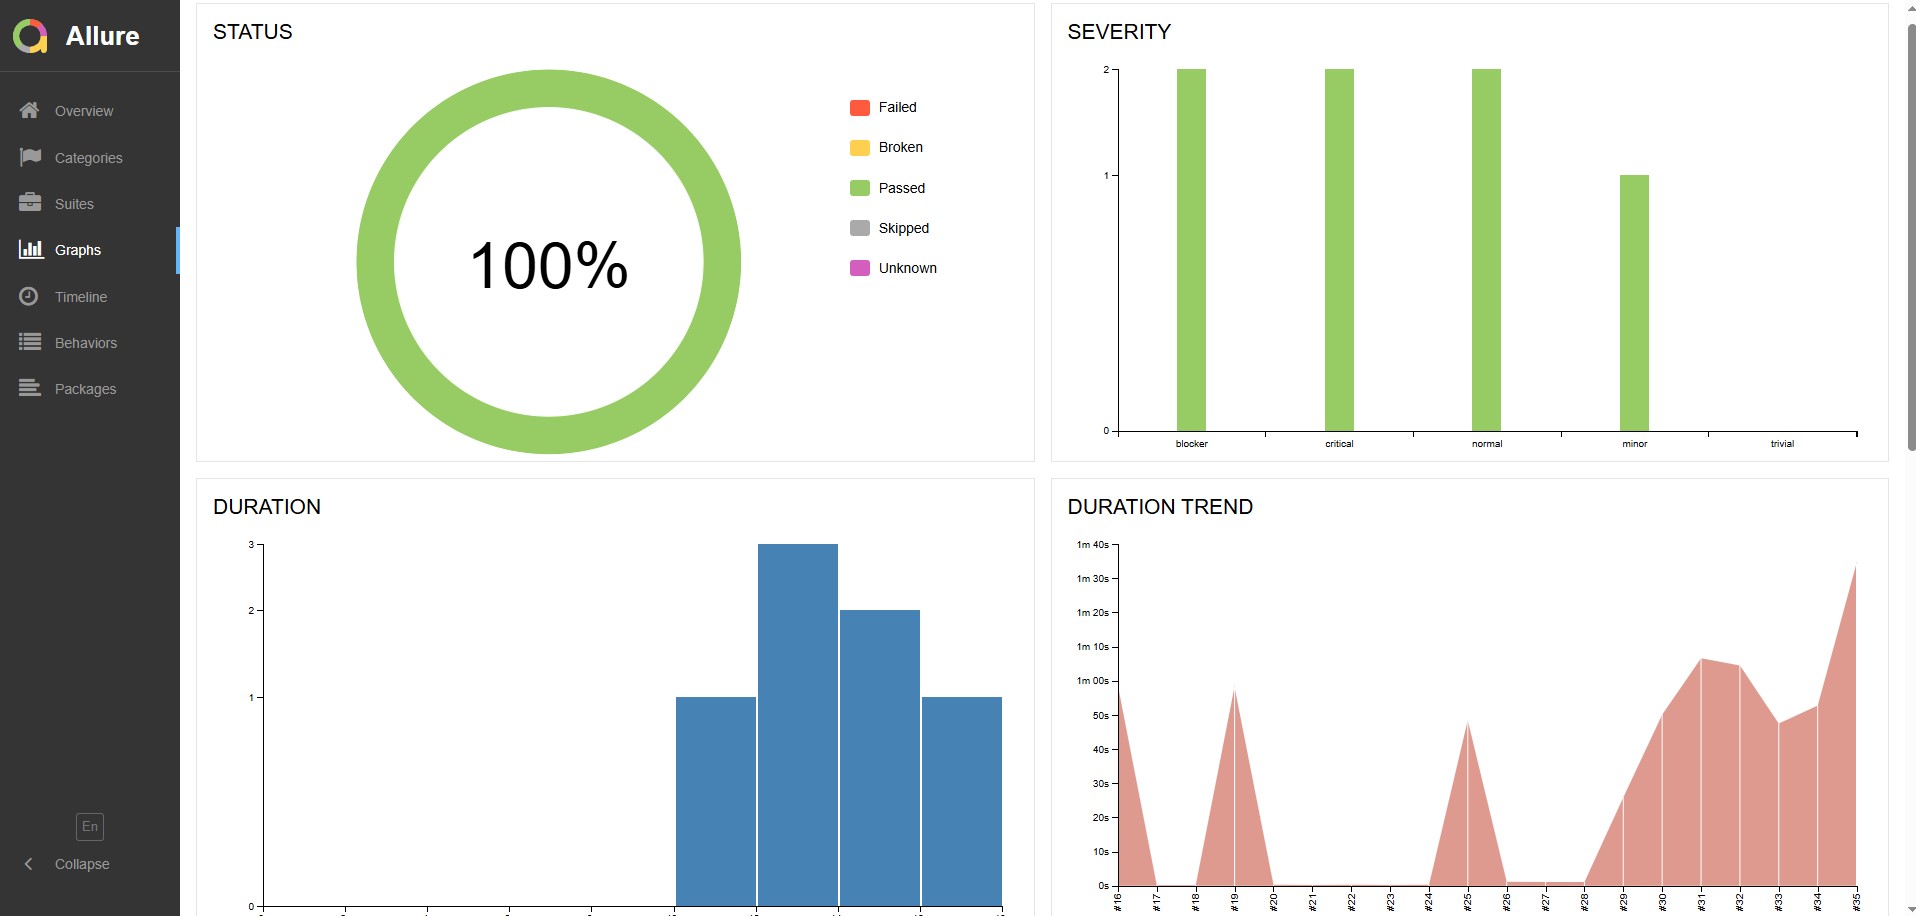 Allure
Overview
Categories
Suites
Graphs
Timeline
Behaviors
Packages
En
Collapse
STATUS
100%
Failed
Broken
Passed
Skipped
Unknown
SEVERITY
2
1
0
blocker critical normal minor trivial
DURATION
3
2
1
0
DURATION TREND
1m 40s
1m 30s
1m 20s
1m 10s
1m 00s
50s
40s
30s
20s
10s
0s
#16 #17 #18 #19 #20 #21 #22 #23 #24 #25 #26 #27 #28 #29 #30 #31 #32 #33 #34 #35